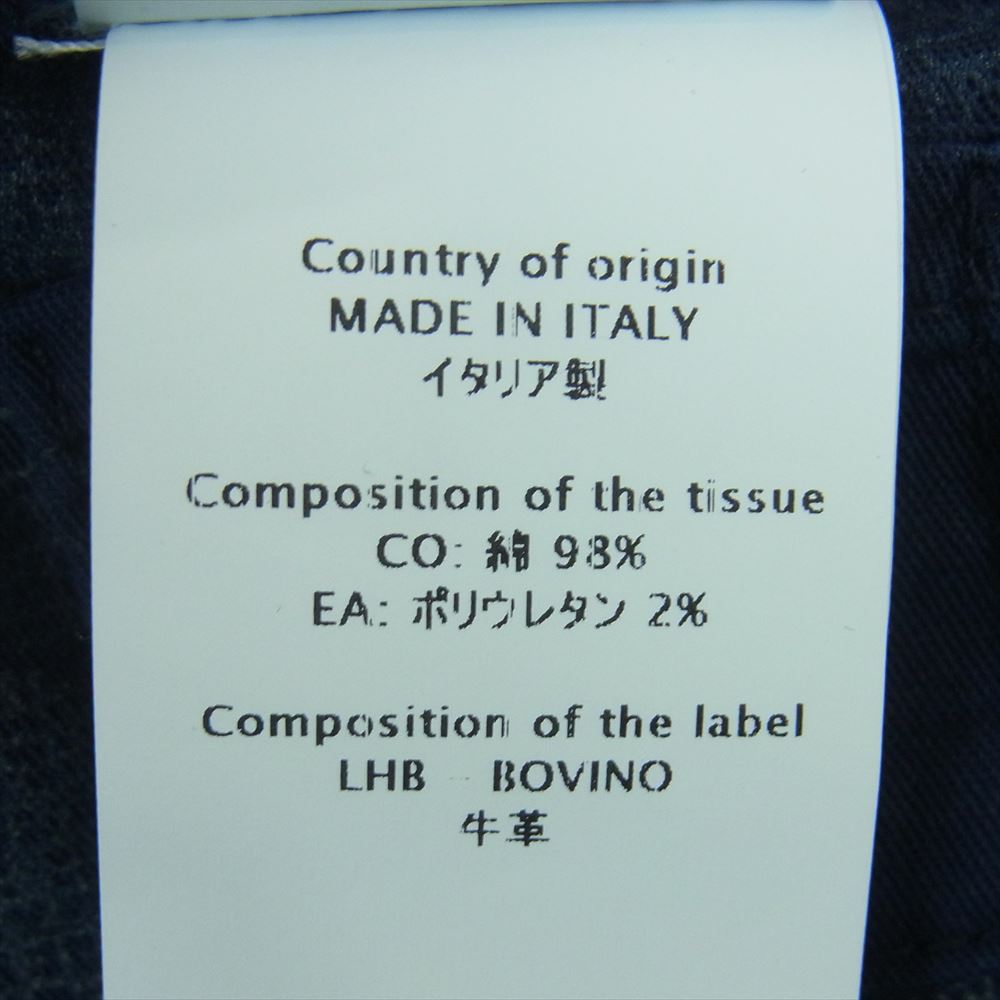 Country of origin
MADE IN ITALY
イタリア製
Composition of the tissue
CO: 綿 98%
EA: ポリウレタン 2%
Composition of the label
LHB - BOVINO
牛革